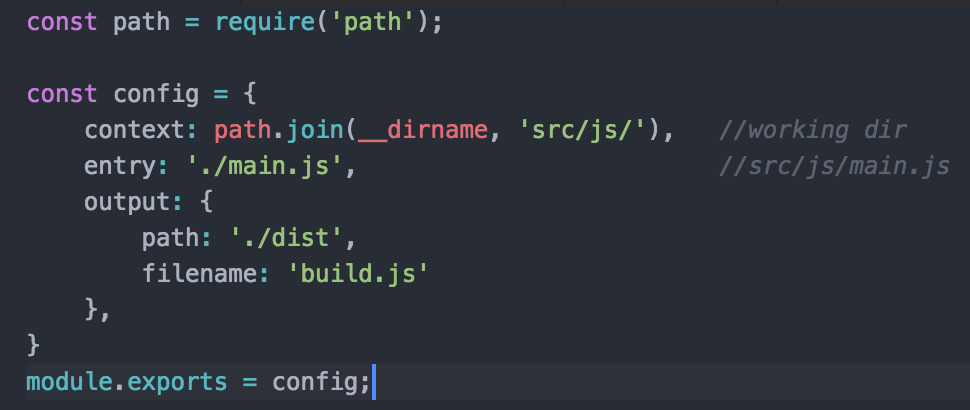 const path = require('path');

const config = {
    context: path.join(__dirname, 'src/js/'),   //working dir
    entry: './main.js',                         //src/js/main.js
    output: {
        path: './dist',
        filename: 'build.js'
    },
}
module.exports = config;